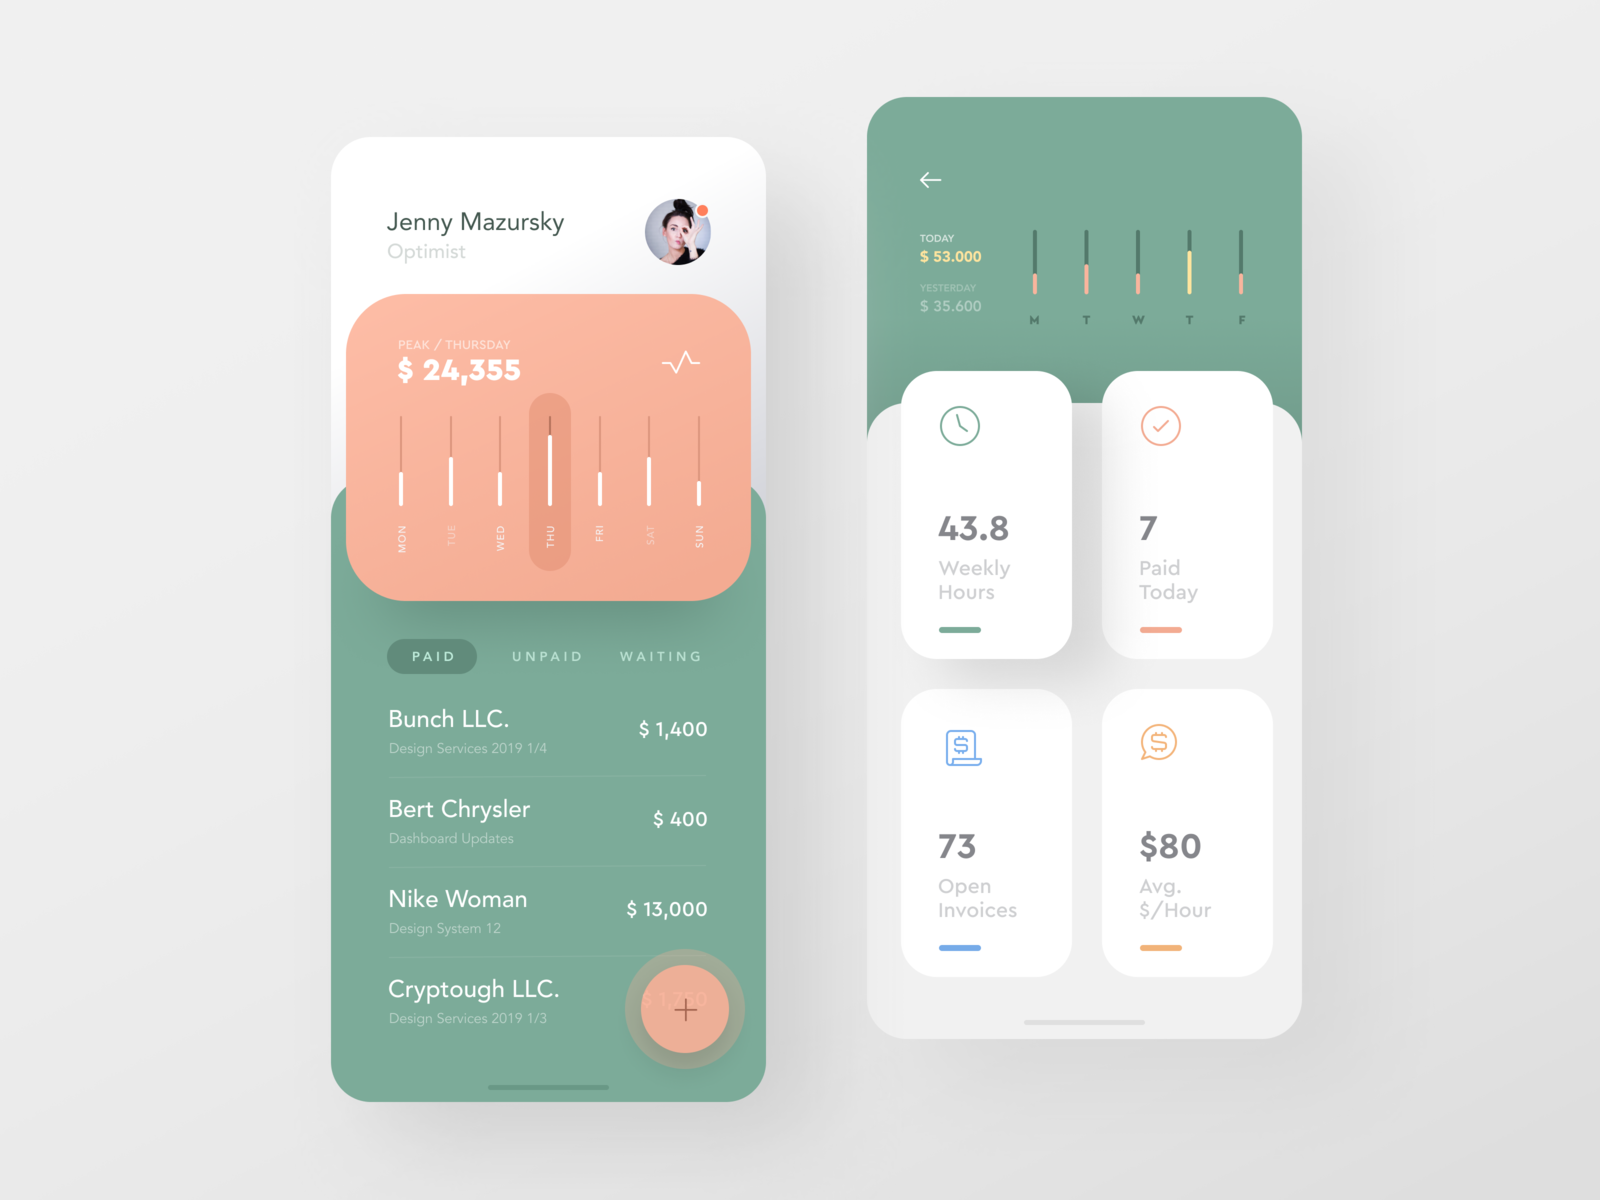 Jenny Mazursky
Optimist
PEAK / THURSDAY
$ 24,355
MON
TUE
WED
THU
FRI
SAT
SUN
PAID
UNPAID
WAITING
Bunch LLC.
Design Services 2019 1/4
$ 1,400
Bert Chrysler
Dashboard Updates
$ 400
Nike Woman
Design System 12
$ 13,000
Cryptough LLC.
Design Services 2019 1/3
$ 1,750
TODAY
$ 53.000
YESTERDAY
$ 35.600
M
T
W
T
F
43.8
Weekly
Hours
7
Paid
Today
73
Open
Invoices
$80
Avg.
$/Hour